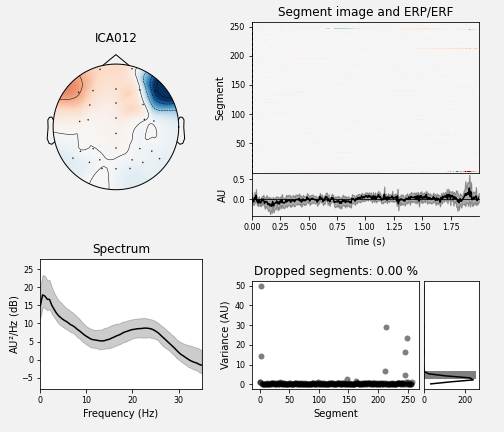 ICA012
Segment image and ERP/ERF
250
200
150
100
50
Segment
0.5
0.0
AU
0.00 0.25 0.50 0.75 1.00 1.25 1.50 1.75
Time (s)
Spectrum
25
20
15
10
5
0
−5
AU²/Hz (dB)
0 10 20 30
Frequency (Hz)
Dropped segments: 0.00 %
50
40
30
20
10
0
Variance (AU)
0 50 100 150 200 250
Segment
0 200